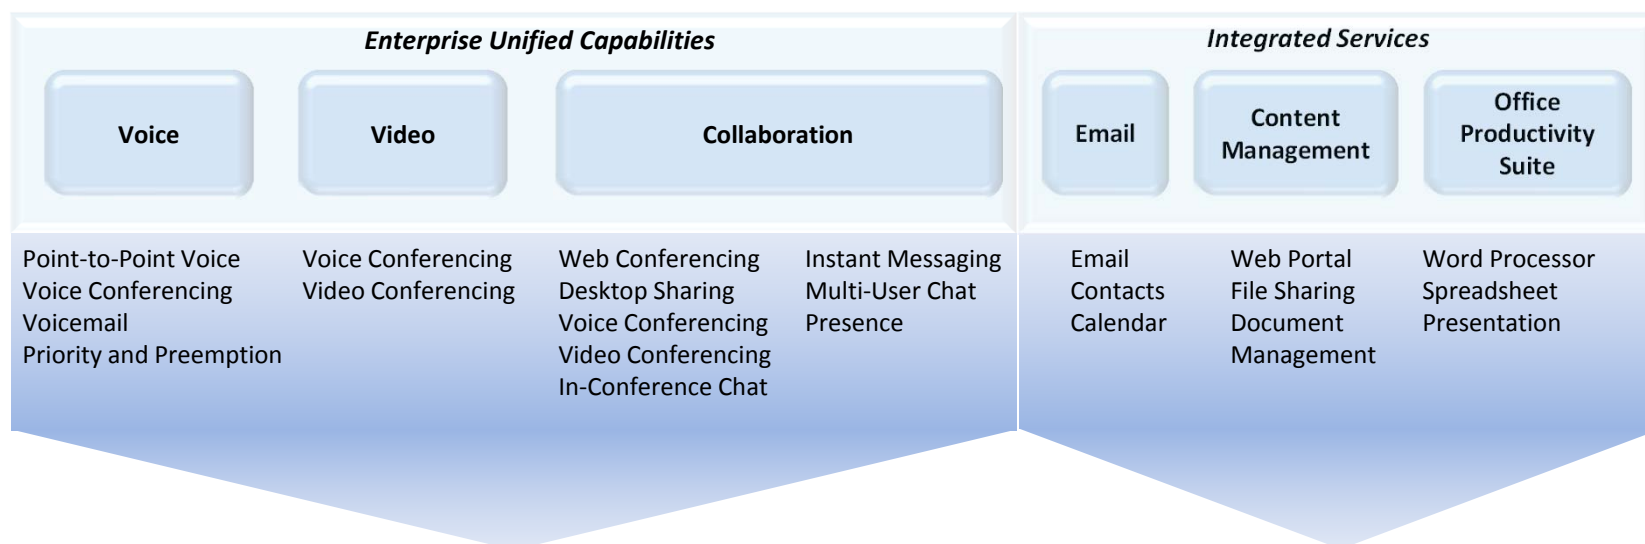 Enterprise Unified Capabilities
Voice
Video
Collaboration
Point-to-Point Voice
Voice Conferencing
Voicemail
Priority and Preemption
Voice Conferencing
Video Conferencing
Web Conferencing
Desktop Sharing
Voice Conferencing
Video Conferencing
In-Conference Chat
Instant Messaging
Multi-User Chat
Presence
Integrated Services
Email
Content
Management
Office
Productivity
Suite
Email
Contacts
Calendar
Web Portal
File Sharing
Document
Management
Word Processor
Spreadsheet
Presentation